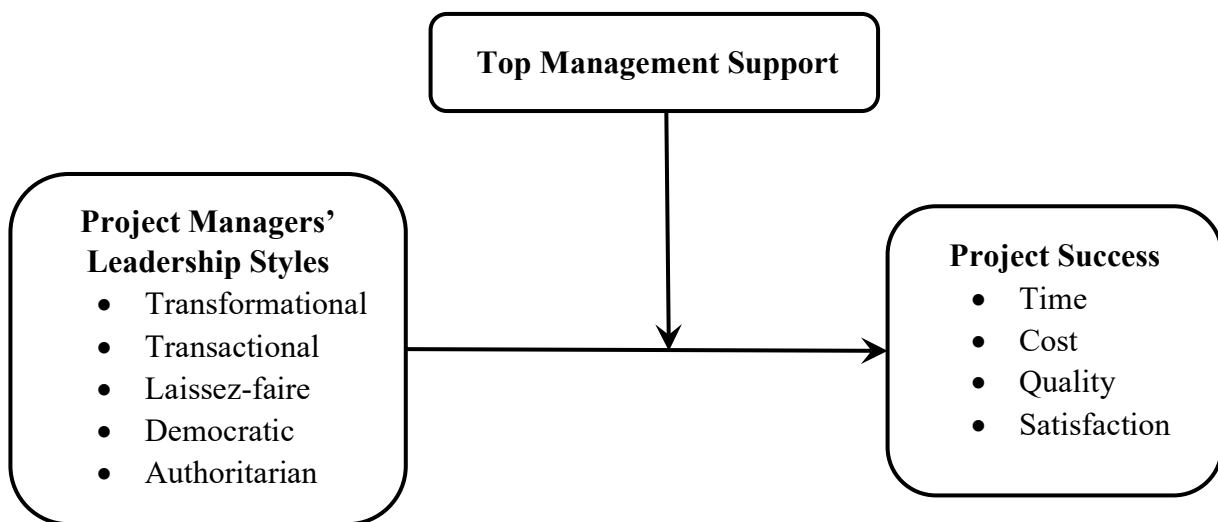 Top Management Support
Project Managers’
Leadership Styles
• Transformational
• Transactional
• Laissez-faire
• Democratic
• Authoritarian
Project Success
• Time
• Cost
• Quality
• Satisfaction